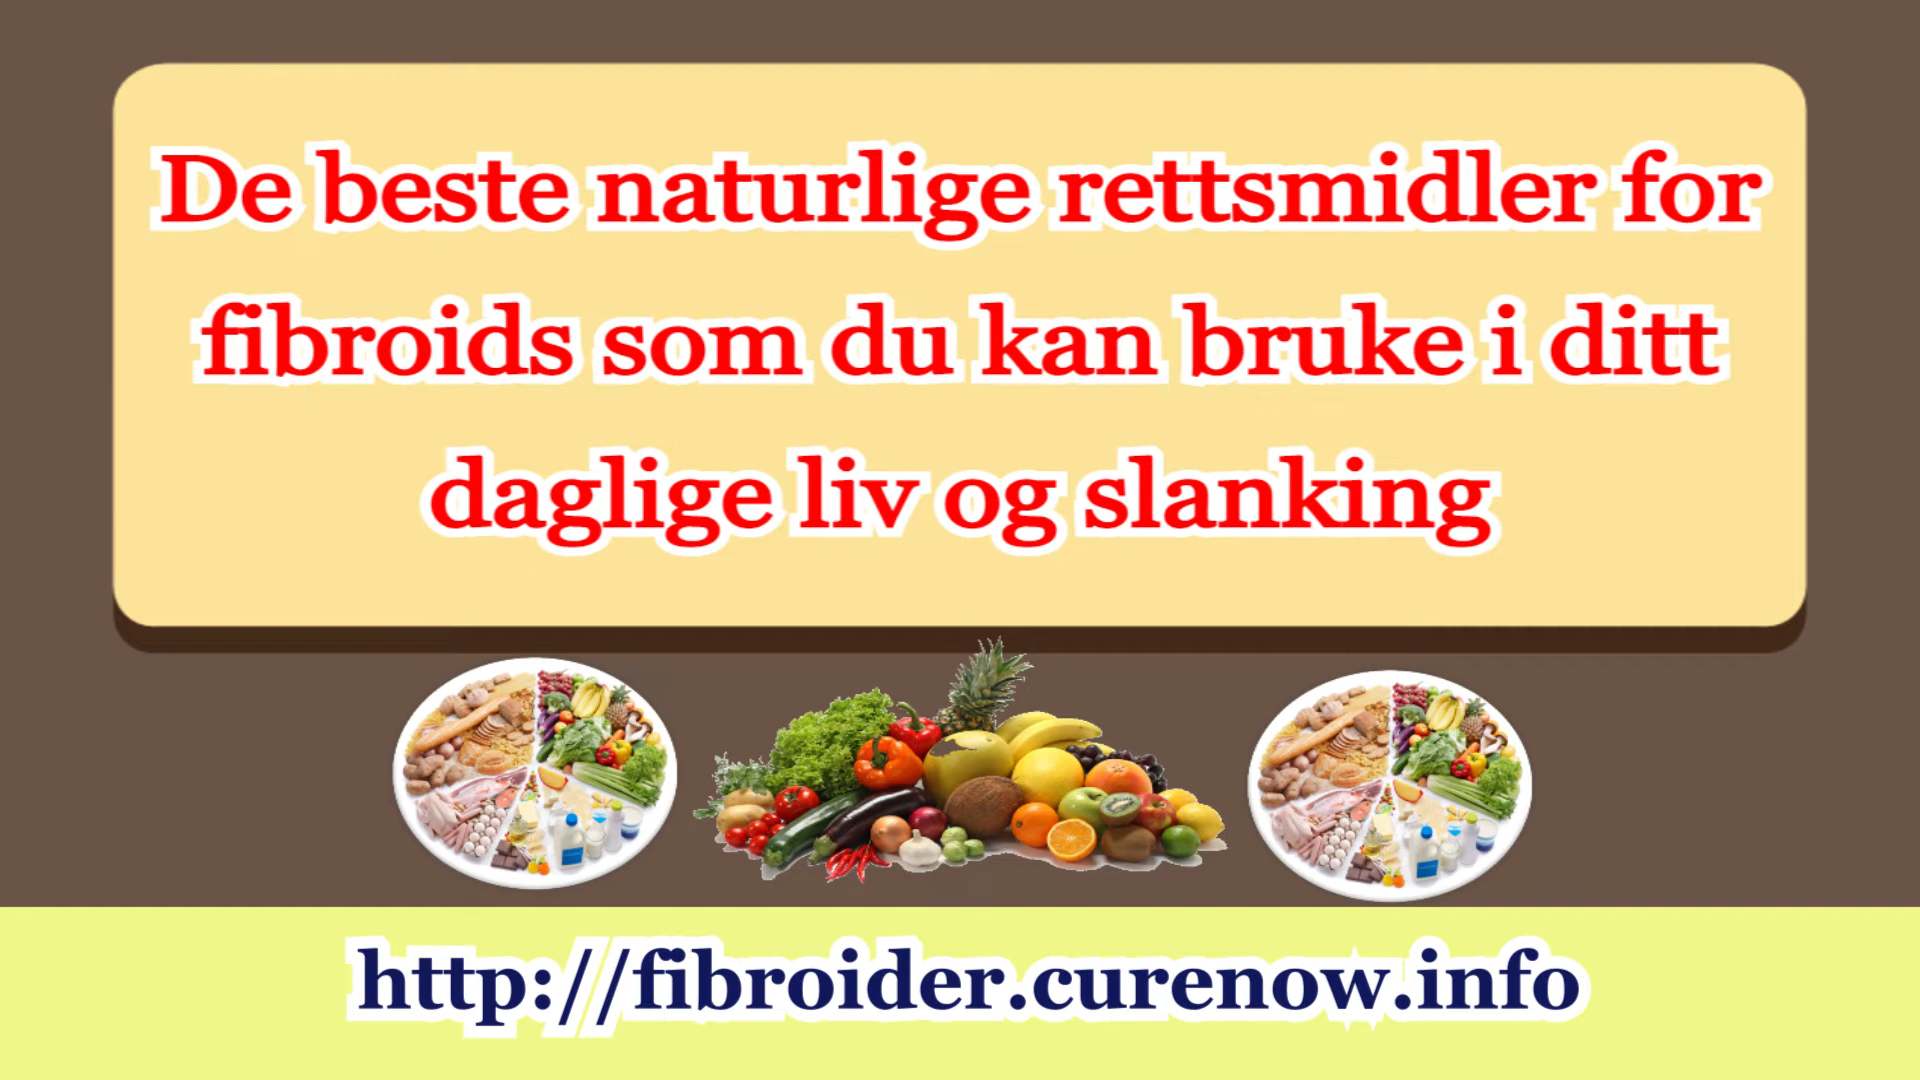 De beste naturlige rettsmidler for
fibroids som du kan bruke i ditt
daglige liv og slanking
http://fibroider.curenow.info